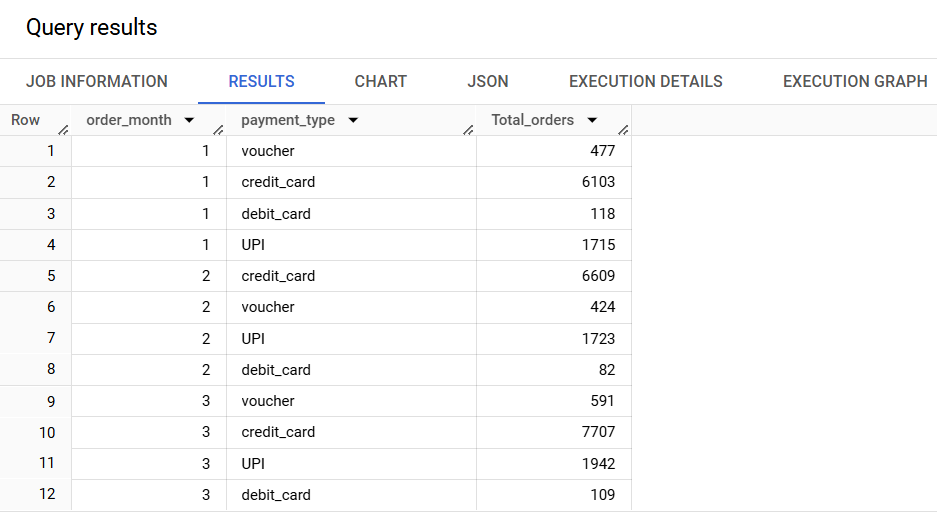 Query results
JOB INFORMATION RESULTS CHART JSON EXECUTION DETAILS EXECUTION GRAPH
Row order_month payment_type Total_orders
1 1 voucher 477
2 1 credit_card 6103
3 1 debit_card 118
4 1 UPI 1715
5 2 credit_card 6609
6 2 voucher 424
7 2 UPI 1723
8 2 debit_card 82
9 3 voucher 591
10 3 credit_card 7707
11 3 UPI 1942
12 3 debit_card 109